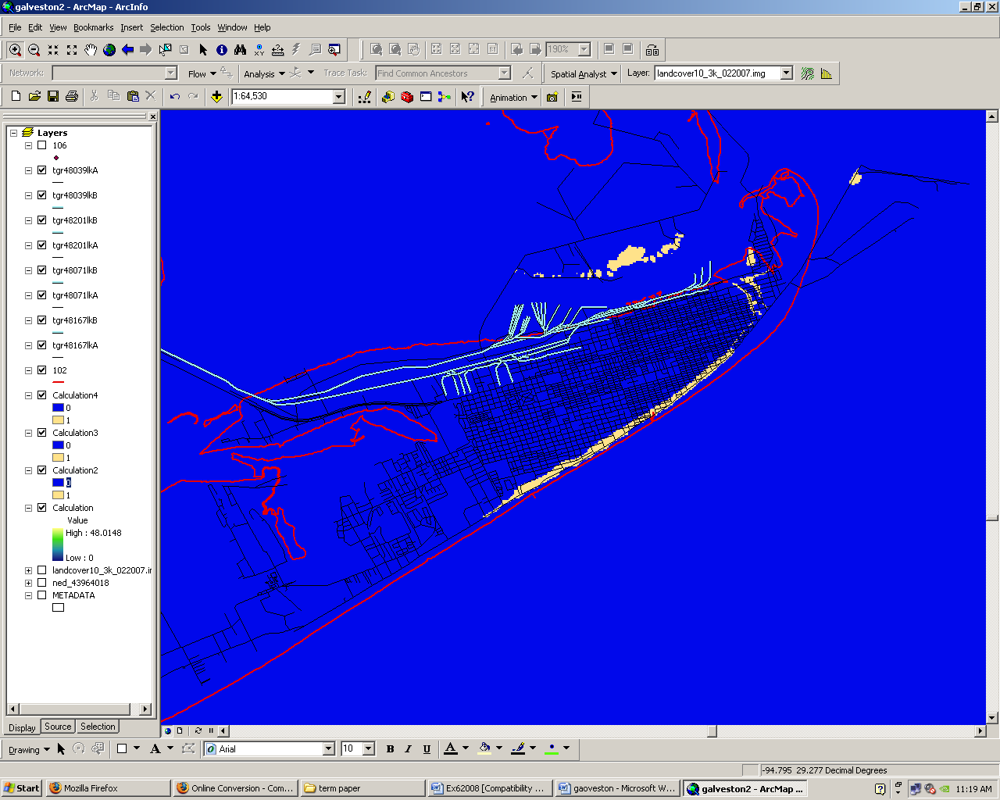 galveston2 - ArcMap - ArcInfo
File Edit View Bookmarks Insert Selection Tools Window Help
190%
Network: Flow Analysis Trace Task: Find Common Ancestors Spatial Analyst Layer: landcover10_3k_022007.img
1:64,530 Animation
Layers
106
tgr48039lkA
tgr48039lkB
tgr48201lkB
tgr48201lkA
tgr48071lkB
tgr48071lkA
tgr48167lkB
tgr48167lkA
102
Calculation4
0
1
Calculation3
0
1
Calculation2
0
1
Calculation
Value
High : 48.0148
Low : 0
landcover10_3k_022007.ir
ned_43964018
METADATA
Display Source Selection
Drawing A Arial 10 B I U A
-94.795 29.277 Decimal Degrees
Start Mozilla Firefox Online Conversion - Com... term paper Ex62008 [Compatibility ... gaoveston - Microsoft W... galveston2 - ArcMap ... 11:19 AM